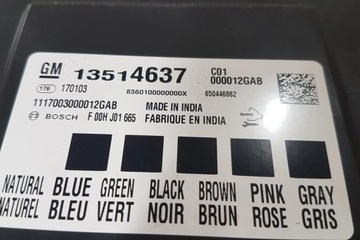 GM 13514637 C01
000012GAB
176 170103 8360100000000X 650446862
1117003000012GAB MADE IN INDIA
BOSCH F 00H J01 665 FABRIQUE EN INDIA
NATURAL BLUE GREEN BLACK BROWN PINK GRAY
NATUREL BLEU VERT NOIR BRUN ROSE GRIS